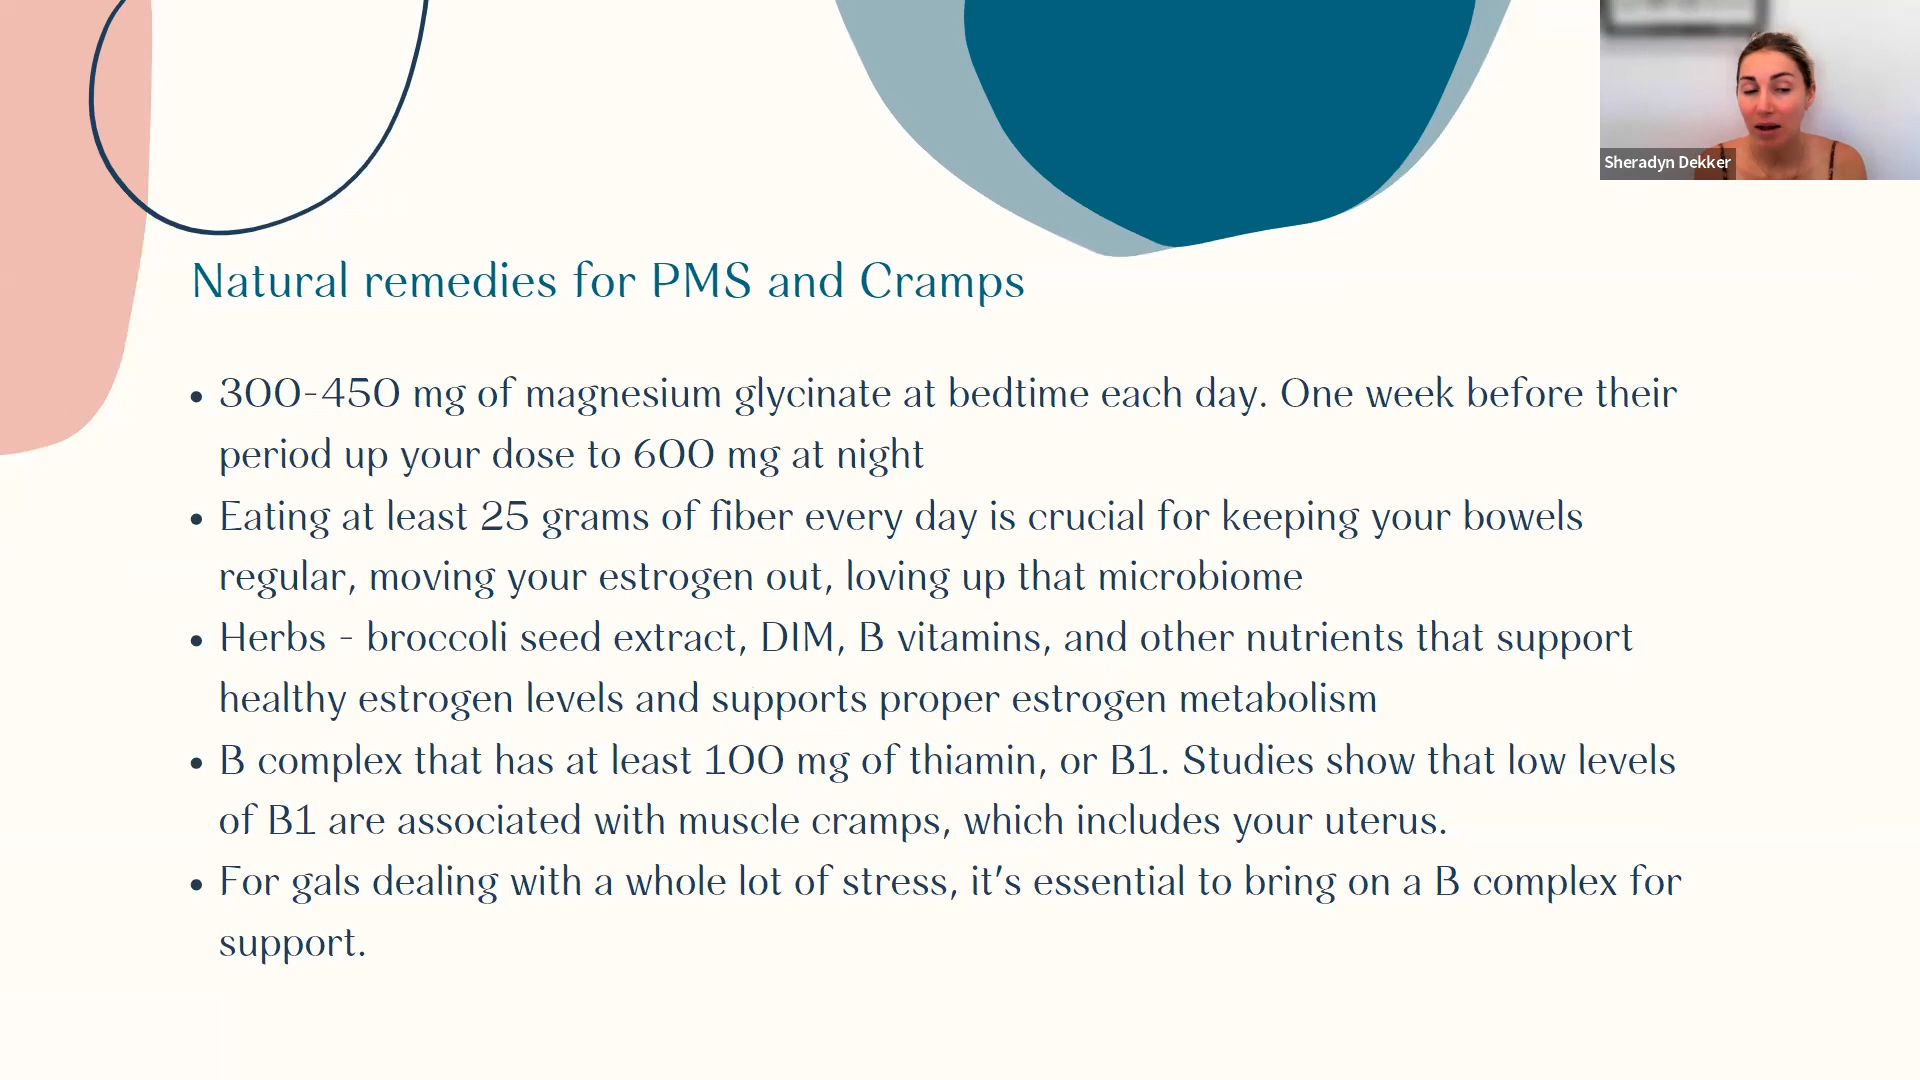 Sheradyn Dekker
Natural remedies for PMS and Cramps
• 300-450 mg of magnesium glycinate at bedtime each day. One week before their
period up your dose to 600 mg at night
• Eating at least 25 grams of fiber every day is crucial for keeping your bowels
regular, moving your estrogen out, loving up that microbiome
• Herbs - broccoli seed extract, DIM, B vitamins, and other nutrients that support
healthy estrogen levels and supports proper estrogen metabolism
• B complex that has at least 100 mg of thiamin, or B1. Studies show that low levels
of B1 are associated with muscle cramps, which includes your uterus.
• For gals dealing with a whole lot of stress, it's essential to bring on a B complex for
support.